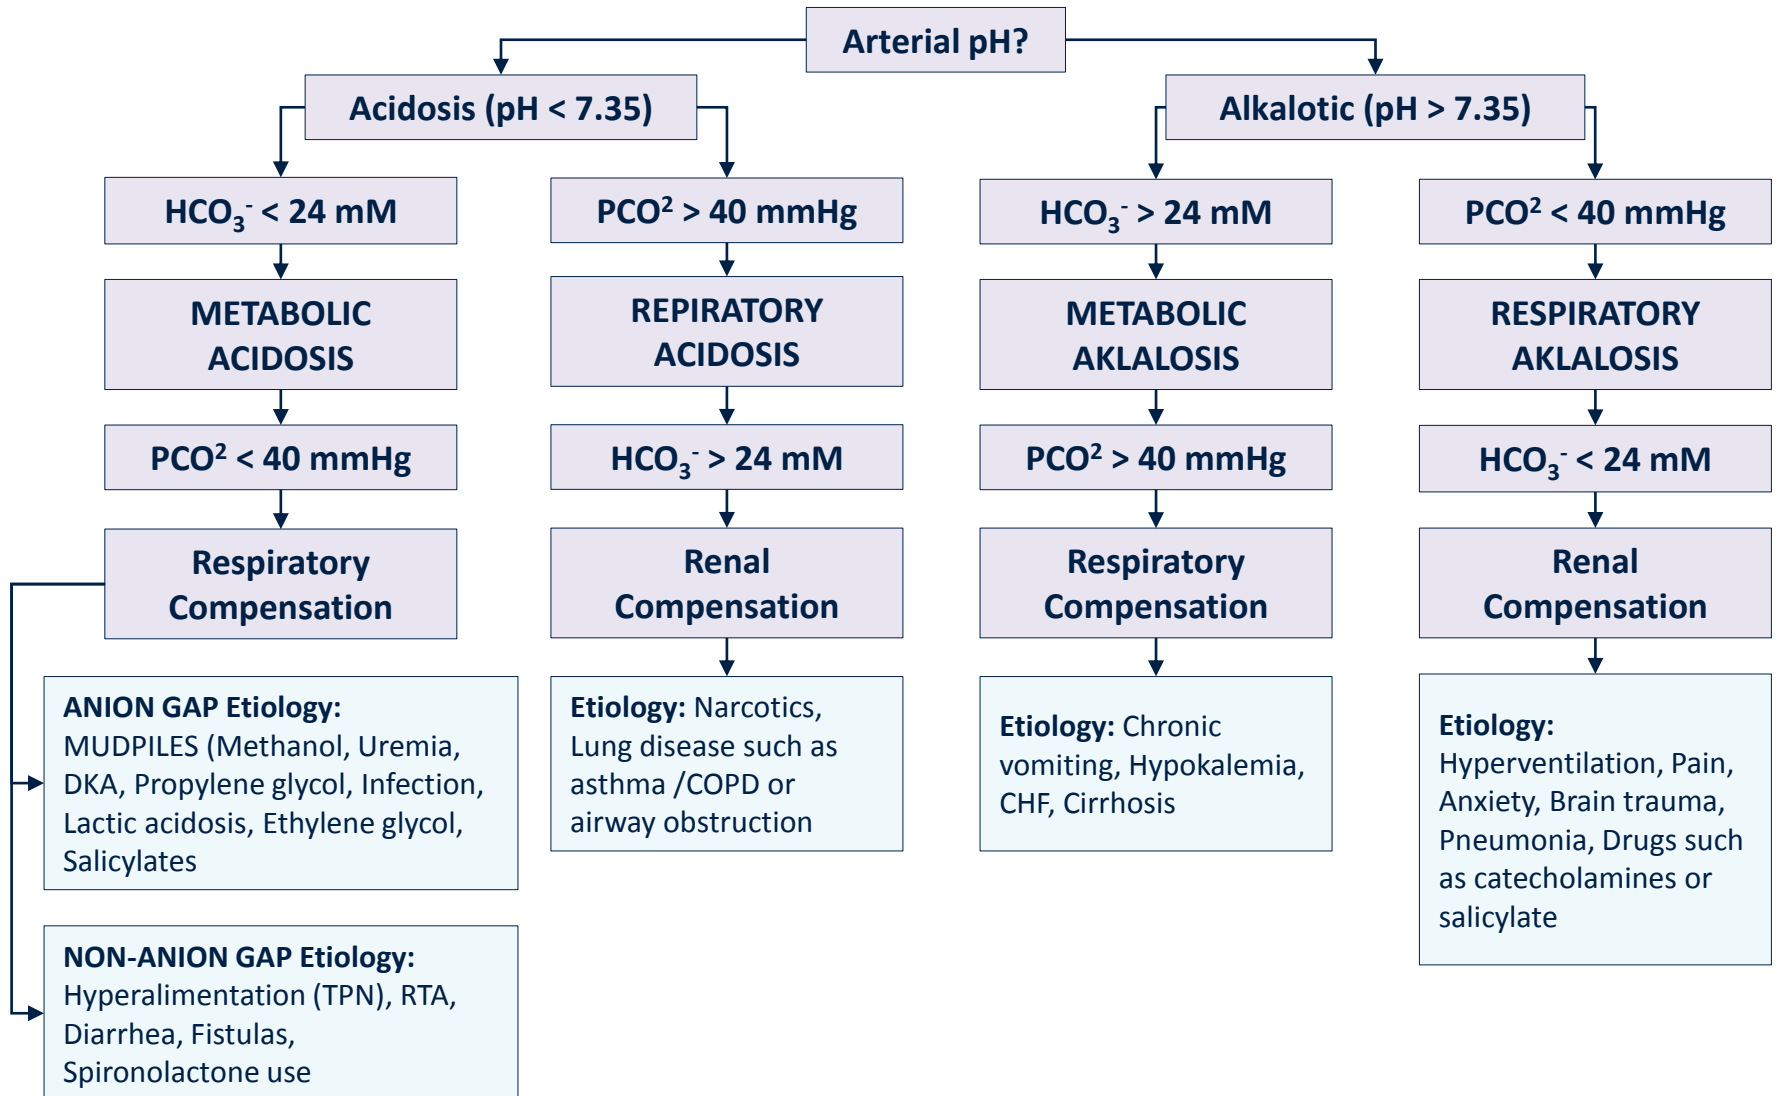 Arterial pH?
Acidosis (pH < 7.35)
Alkalotic (pH > 7.35)
HCO₃⁻ < 24 mM
PCO² > 40 mmHg
HCO₃⁻ > 24 mM
PCO² < 40 mmHg
METABOLIC
ACIDOSIS
REPIRATORY
ACIDOSIS
METABOLIC
AKLALOSIS
RESPIRATORY
AKLALOSIS
PCO² < 40 mmHg
HCO₃⁻ > 24 mM
PCO² > 40 mmHg
HCO₃⁻ < 24 mM
Respiratory
Compensation
Renal
Compensation
Respiratory
Compensation
Renal
Compensation
ANION GAP Etiology:
MUDPILES (Methanol, Uremia,
DKA, Propylene glycol, Infection,
Lactic acidosis, Ethylene glycol,
Salicylates
Etiology: Narcotics,
Lung disease such as
asthma /COPD or
airway obstruction
Etiology: Chronic
vomiting, Hypokalemia,
CHF, Cirrhosis
Etiology:
Hyperventilation, Pain,
Anxiety, Brain trauma,
Pneumonia, Drugs such
as catecholamines or
salicylate
NON-ANION GAP Etiology:
Hyperalimentation (TPN), RTA,
Diarrhea, Fistulas,
Spironolactone use